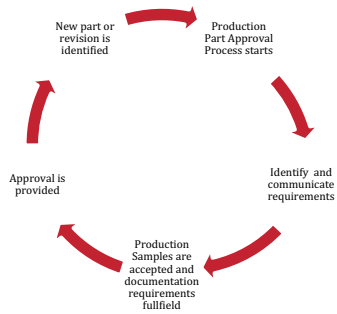 New part or
revision is
identified
Production
Part Approval
Process starts
Identify and
communicate
requirements
Production
Samples are
accepted and
documentation
requirements
fullfield
Approval is
provided